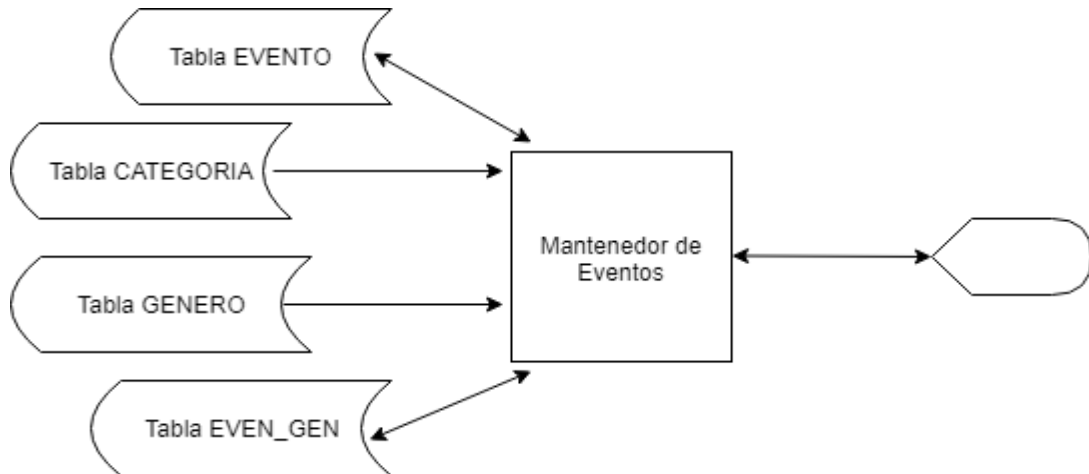 Tabla EVENTO
Tabla CATEGORIA
Mantenedor de
Eventos
Tabla GENERO
Tabla EVEN_GEN